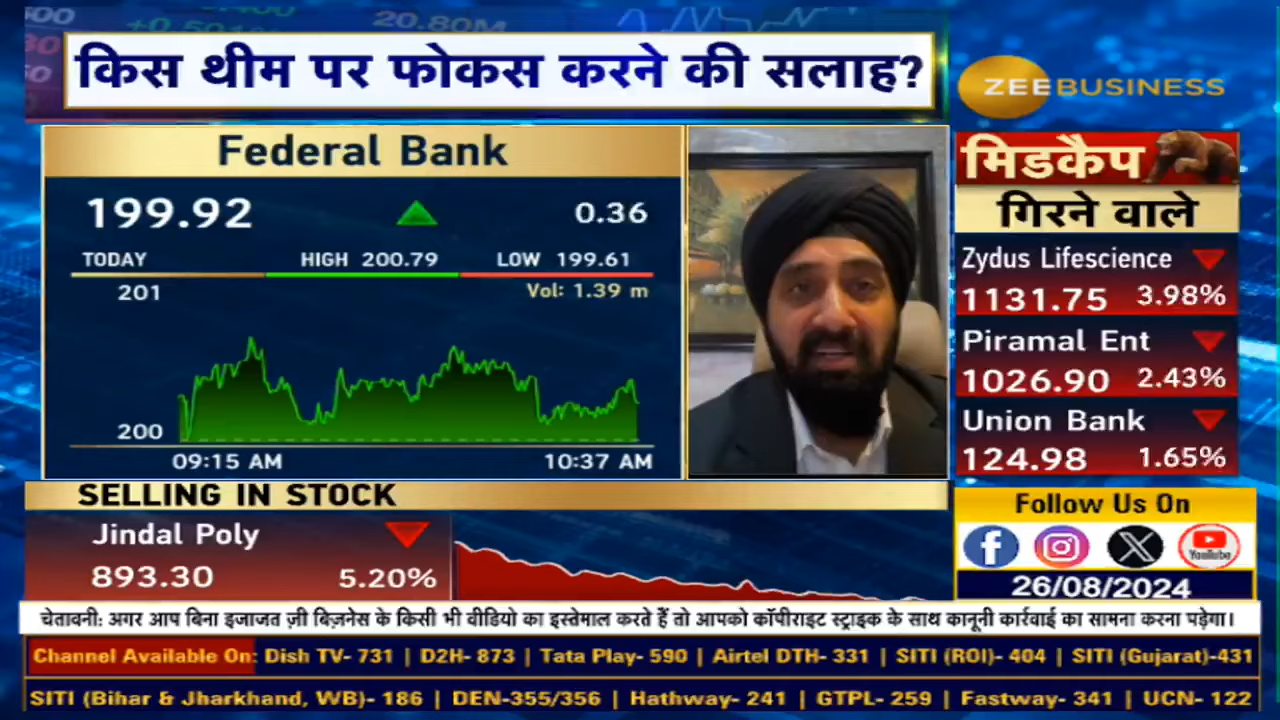 किस थीम पर फोकस करने की सलाह?
ZEEBUSINESS
Federal Bank
199.92 0.36
TODAY HIGH 200.79 LOW 199.61
201 Vol: 1.39 m
200
09:15 AM 10:37 AM
मिडकैप
गिरने वाले
Zydus Lifescience
1131.75 3.98%
Piramal Ent
1026.90 2.43%
Union Bank
124.98 1.65%
SELLING IN STOCK
Jindal Poly
893.30 5.20%
Follow Us On
YouTube
26/08/2024
चेतावनी: अगर आप बिना इजाजत ज़ी बिज़नेस के किसी भी वीडियो का इस्तेमाल करते हैं तो आपको कॉपीराइट स्ट्राइक के साथ कानूनी कार्रवाई का सामना करना पड़ेगा।
Channel Available On: Dish TV- 731 | D2H- 873 | Tata Play- 590 | Airtel DTH- 331 | SITI (ROI)- 404 | SITI (Gujarat)-431
SITI (Bihar & Jharkhand, WB)- 186 | DEN-355/356 | Hathway- 241 | GTPL- 259 | Fastway- 341 | UCN- 122